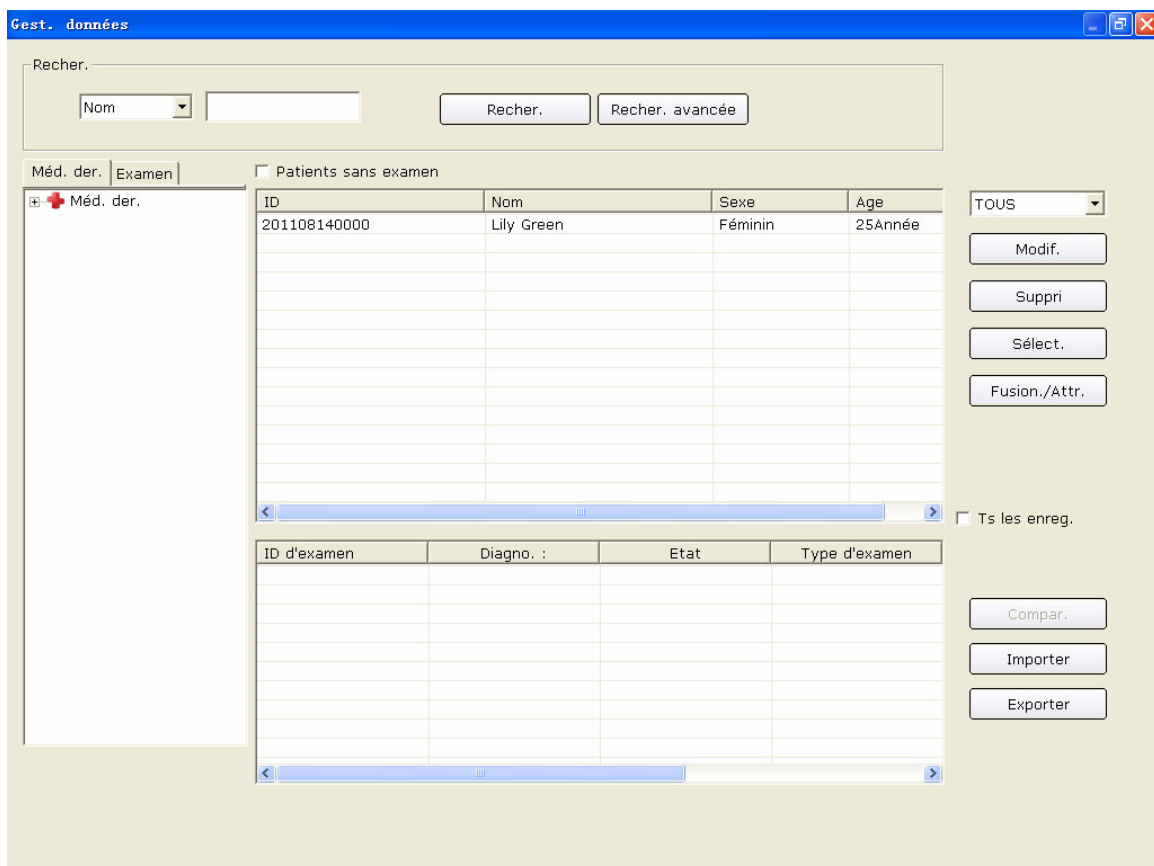 Gest. données
Recher.
Nom
Recher.
Recher. avancée
Méd. der.
Examen
Méd. der.
Patients sans examen
ID Nom Sexe Age
201108140000 Lily Green Féminin 25Année
TOUS
Modif.
Suppri
Sélect.
Fusion./Attr.
Ts les enreg.
ID d'examen Diagno. : Etat Type d'examen
Compar.
Importer
Exporter